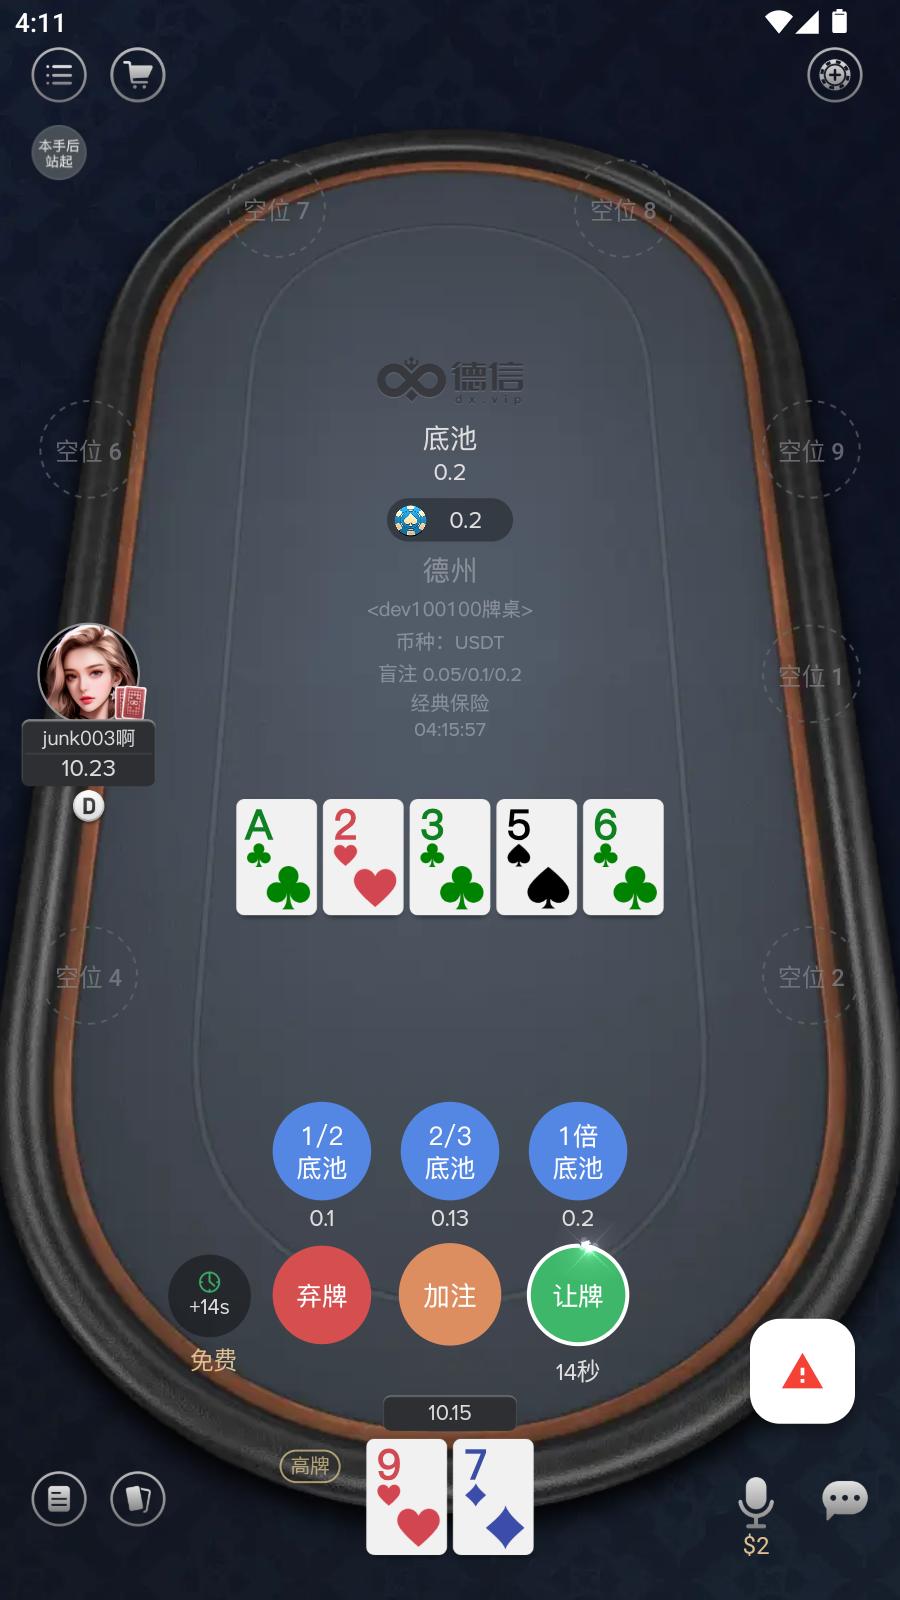 4:11
本手后
站起
空位 7
空位 8
德信
dx.vip
底池
0.2
0.2
空位 6
空位 9
德州
<dev100100牌桌>
币种：USDT
盲注 0.05/0.1/0.2
经典保险
04:15:57
空位 1
junk003啊
10.23
D
A
2
3
5
6
空位 4
空位 2
1/2
底池
2/3
底池
1倍
底池
0.1
0.13
0.2
+14s
弃牌
加注
让牌
免费
14秒
10.15
高牌
9
7
$2